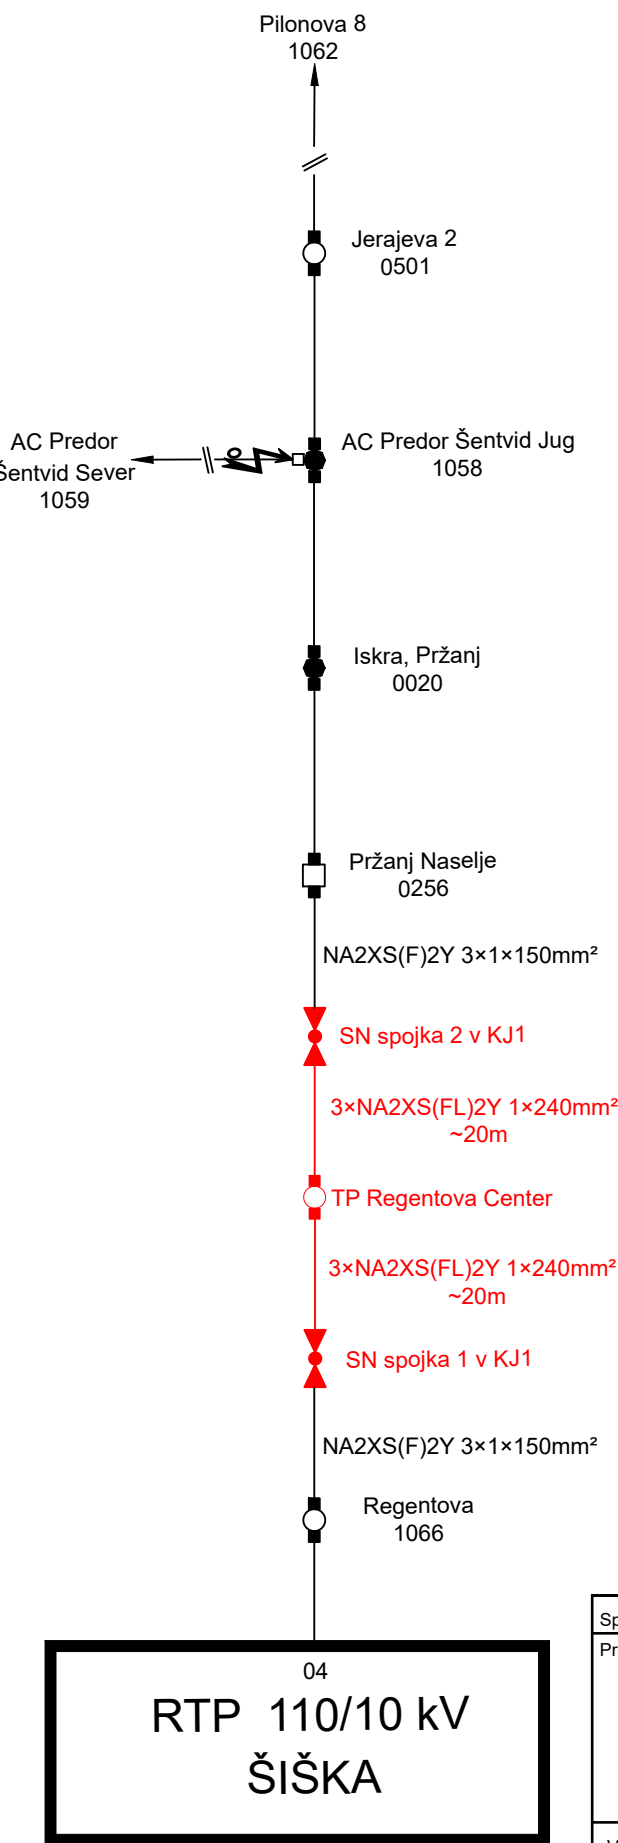 Pilonova 8
1062
Jerajeva 2
0501
AC Predor
Šentvid Sever
1059
AC Predor Šentvid Jug
1058
Iskra, Pržanj
0020
Pržanj Naselje
0256
NA2XS(F)2Y 3×1×150mm²
SN spojka 2 v KJ1
3×NA2XS(FL)2Y 1×240mm²
~20m
TP Regentova Center
3×NA2XS(FL)2Y 1×240mm²
~20m
SN spojka 1 v KJ1
NA2XS(F)2Y 3×1×150mm²
Regentova
1066
04
RTP 110/10 kV
ŠIŠKA